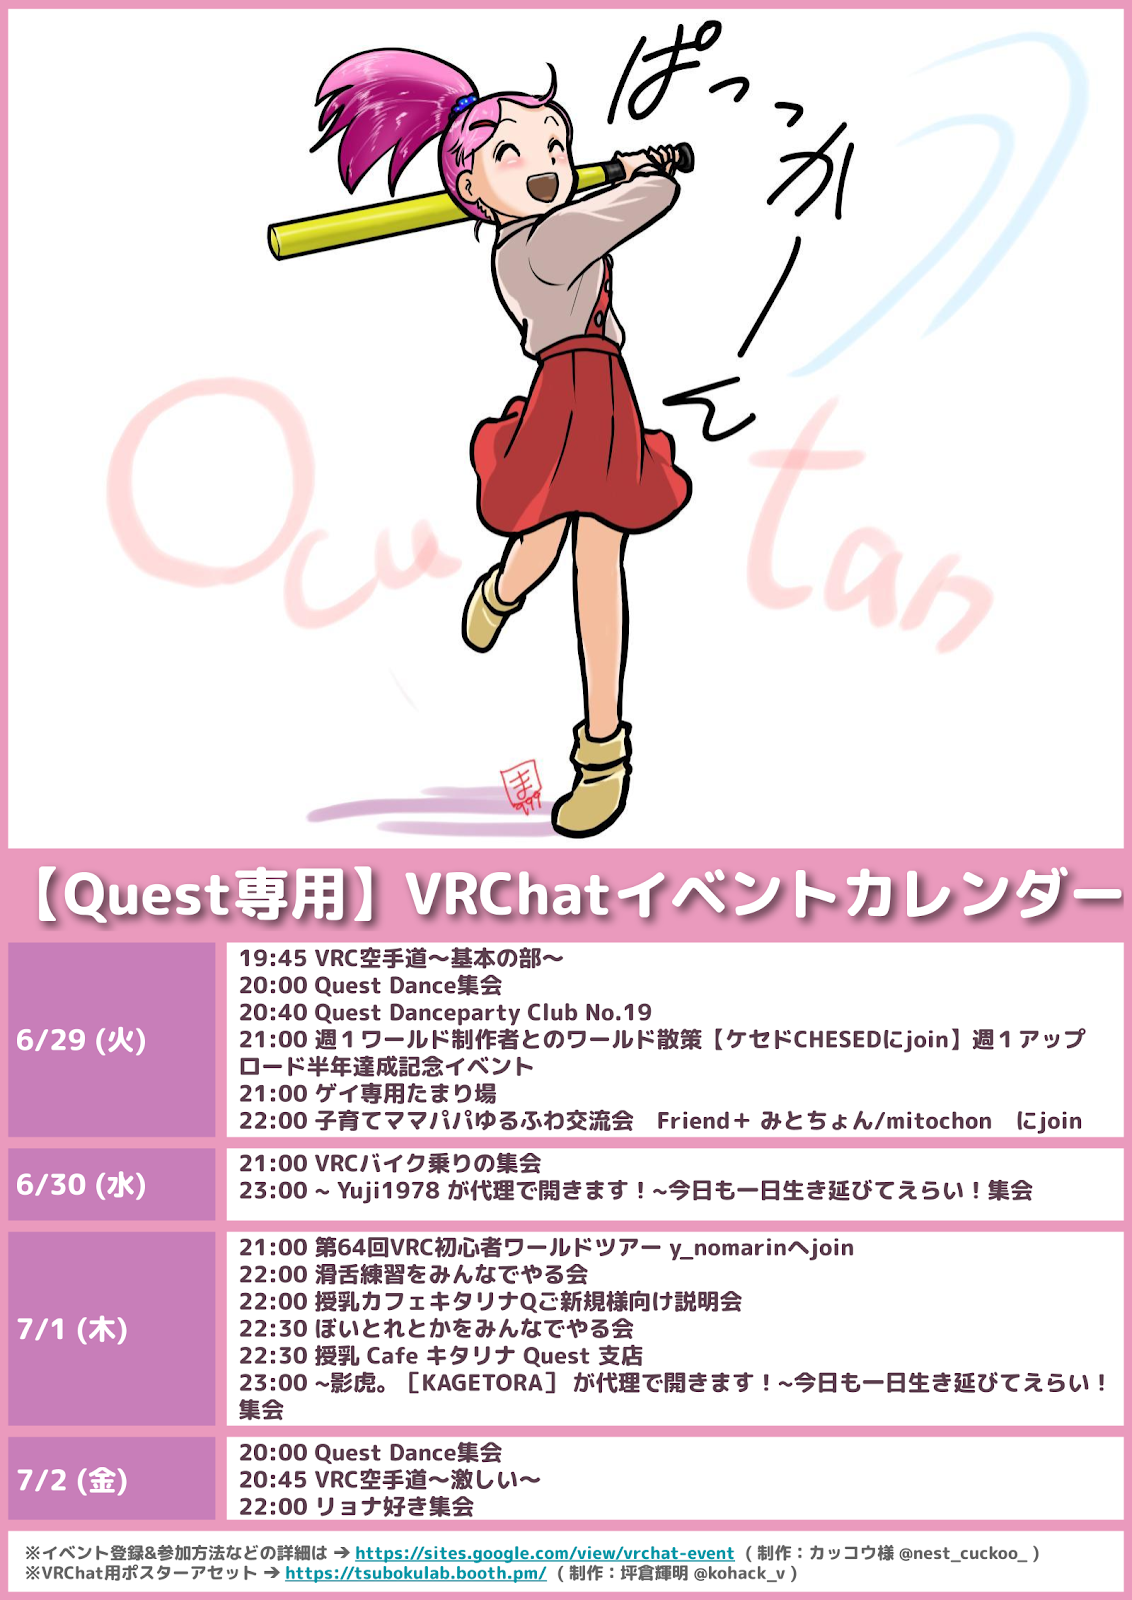 ぱっっかーん
Ocu tan
ま
999
【Quest専用】VRChatイベントカレンダー
6/29 (火)
19:45 VRC空手道～基本の部～
20:00 Quest Dance集会
20:40 Quest Danceparty Club No.19
21:00 週１ワールド制作者とのワールド散策【ケセドCHESEDにjoin】週１アップ
ロード半年達成記念イベント
21:00 ゲイ専用たまり場
22:00 子育てママパパゆるふわ交流会　Friend＋ みとちょん/mitochon　にjoin
6/30 (水)
21:00 VRCバイク乗りの集会
23:00 ~ Yuji1978 が代理で開きます！~今日も一日生き延びてえらい！集会
7/1 (木)
21:00 第64回VRC初心者ワールドツアー y_nomarinへjoin
22:00 滑舌練習をみんなでやる会
22:00 授乳カフェキタリナQご新規様向け説明会
22:30 ぼいとれとかをみんなでやる会
22:30 授乳 Cafe キタリナ Quest 支店
23:00 ~影虎。［KAGETORA］ が代理で開きます！~今日も一日生き延びてえらい！
集会
7/2 (金)
20:00 Quest Dance集会
20:45 VRC空手道～激しい～
22:00 リョナ好き集会
※イベント登録&参加方法などの詳細は ➔ https://sites.google.com/view/vrchat-event （制作：カッコウ様 @nest_cuckoo_ ）
※VRChat用ポスターアセット ➔ https://tsubokulab.booth.pm/ （制作：坪倉輝明 @kohack_v ）